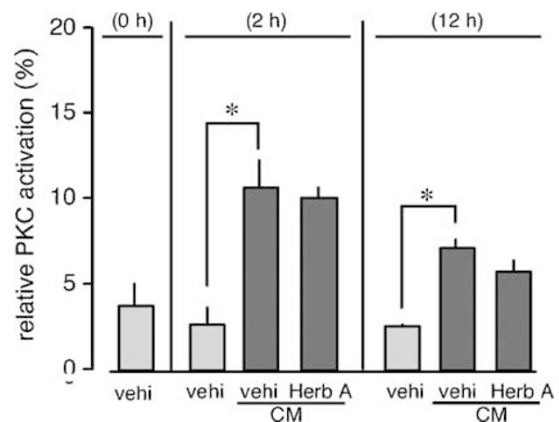 relative PKC activation (%)
20
15
10
5
0
(0 h)
(2 h)
(12 h)
*
*
vehi
vehi
vehi
Herb A
vehi
vehi
Herb A
CM
CM